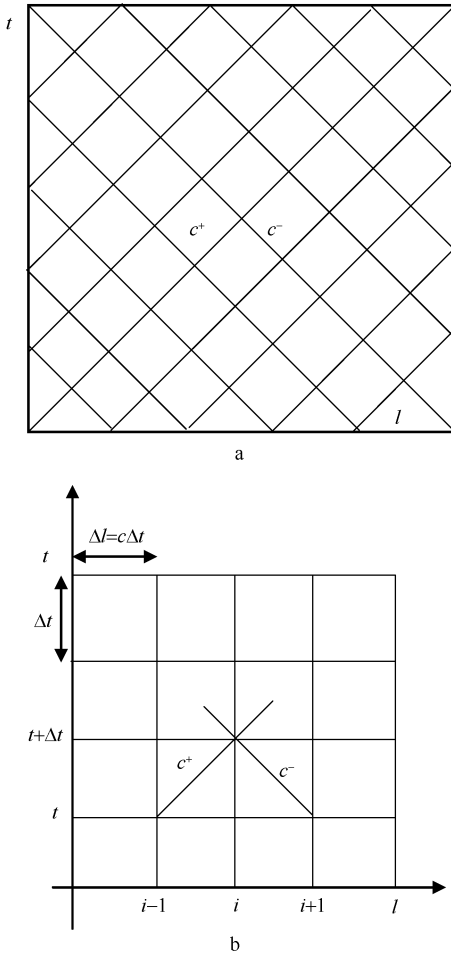 t
c⁺ c⁻
l
a
Δl=cΔt
t
Δt
t+Δt
c⁺ c⁻
t
i−1 i i+1 l
b